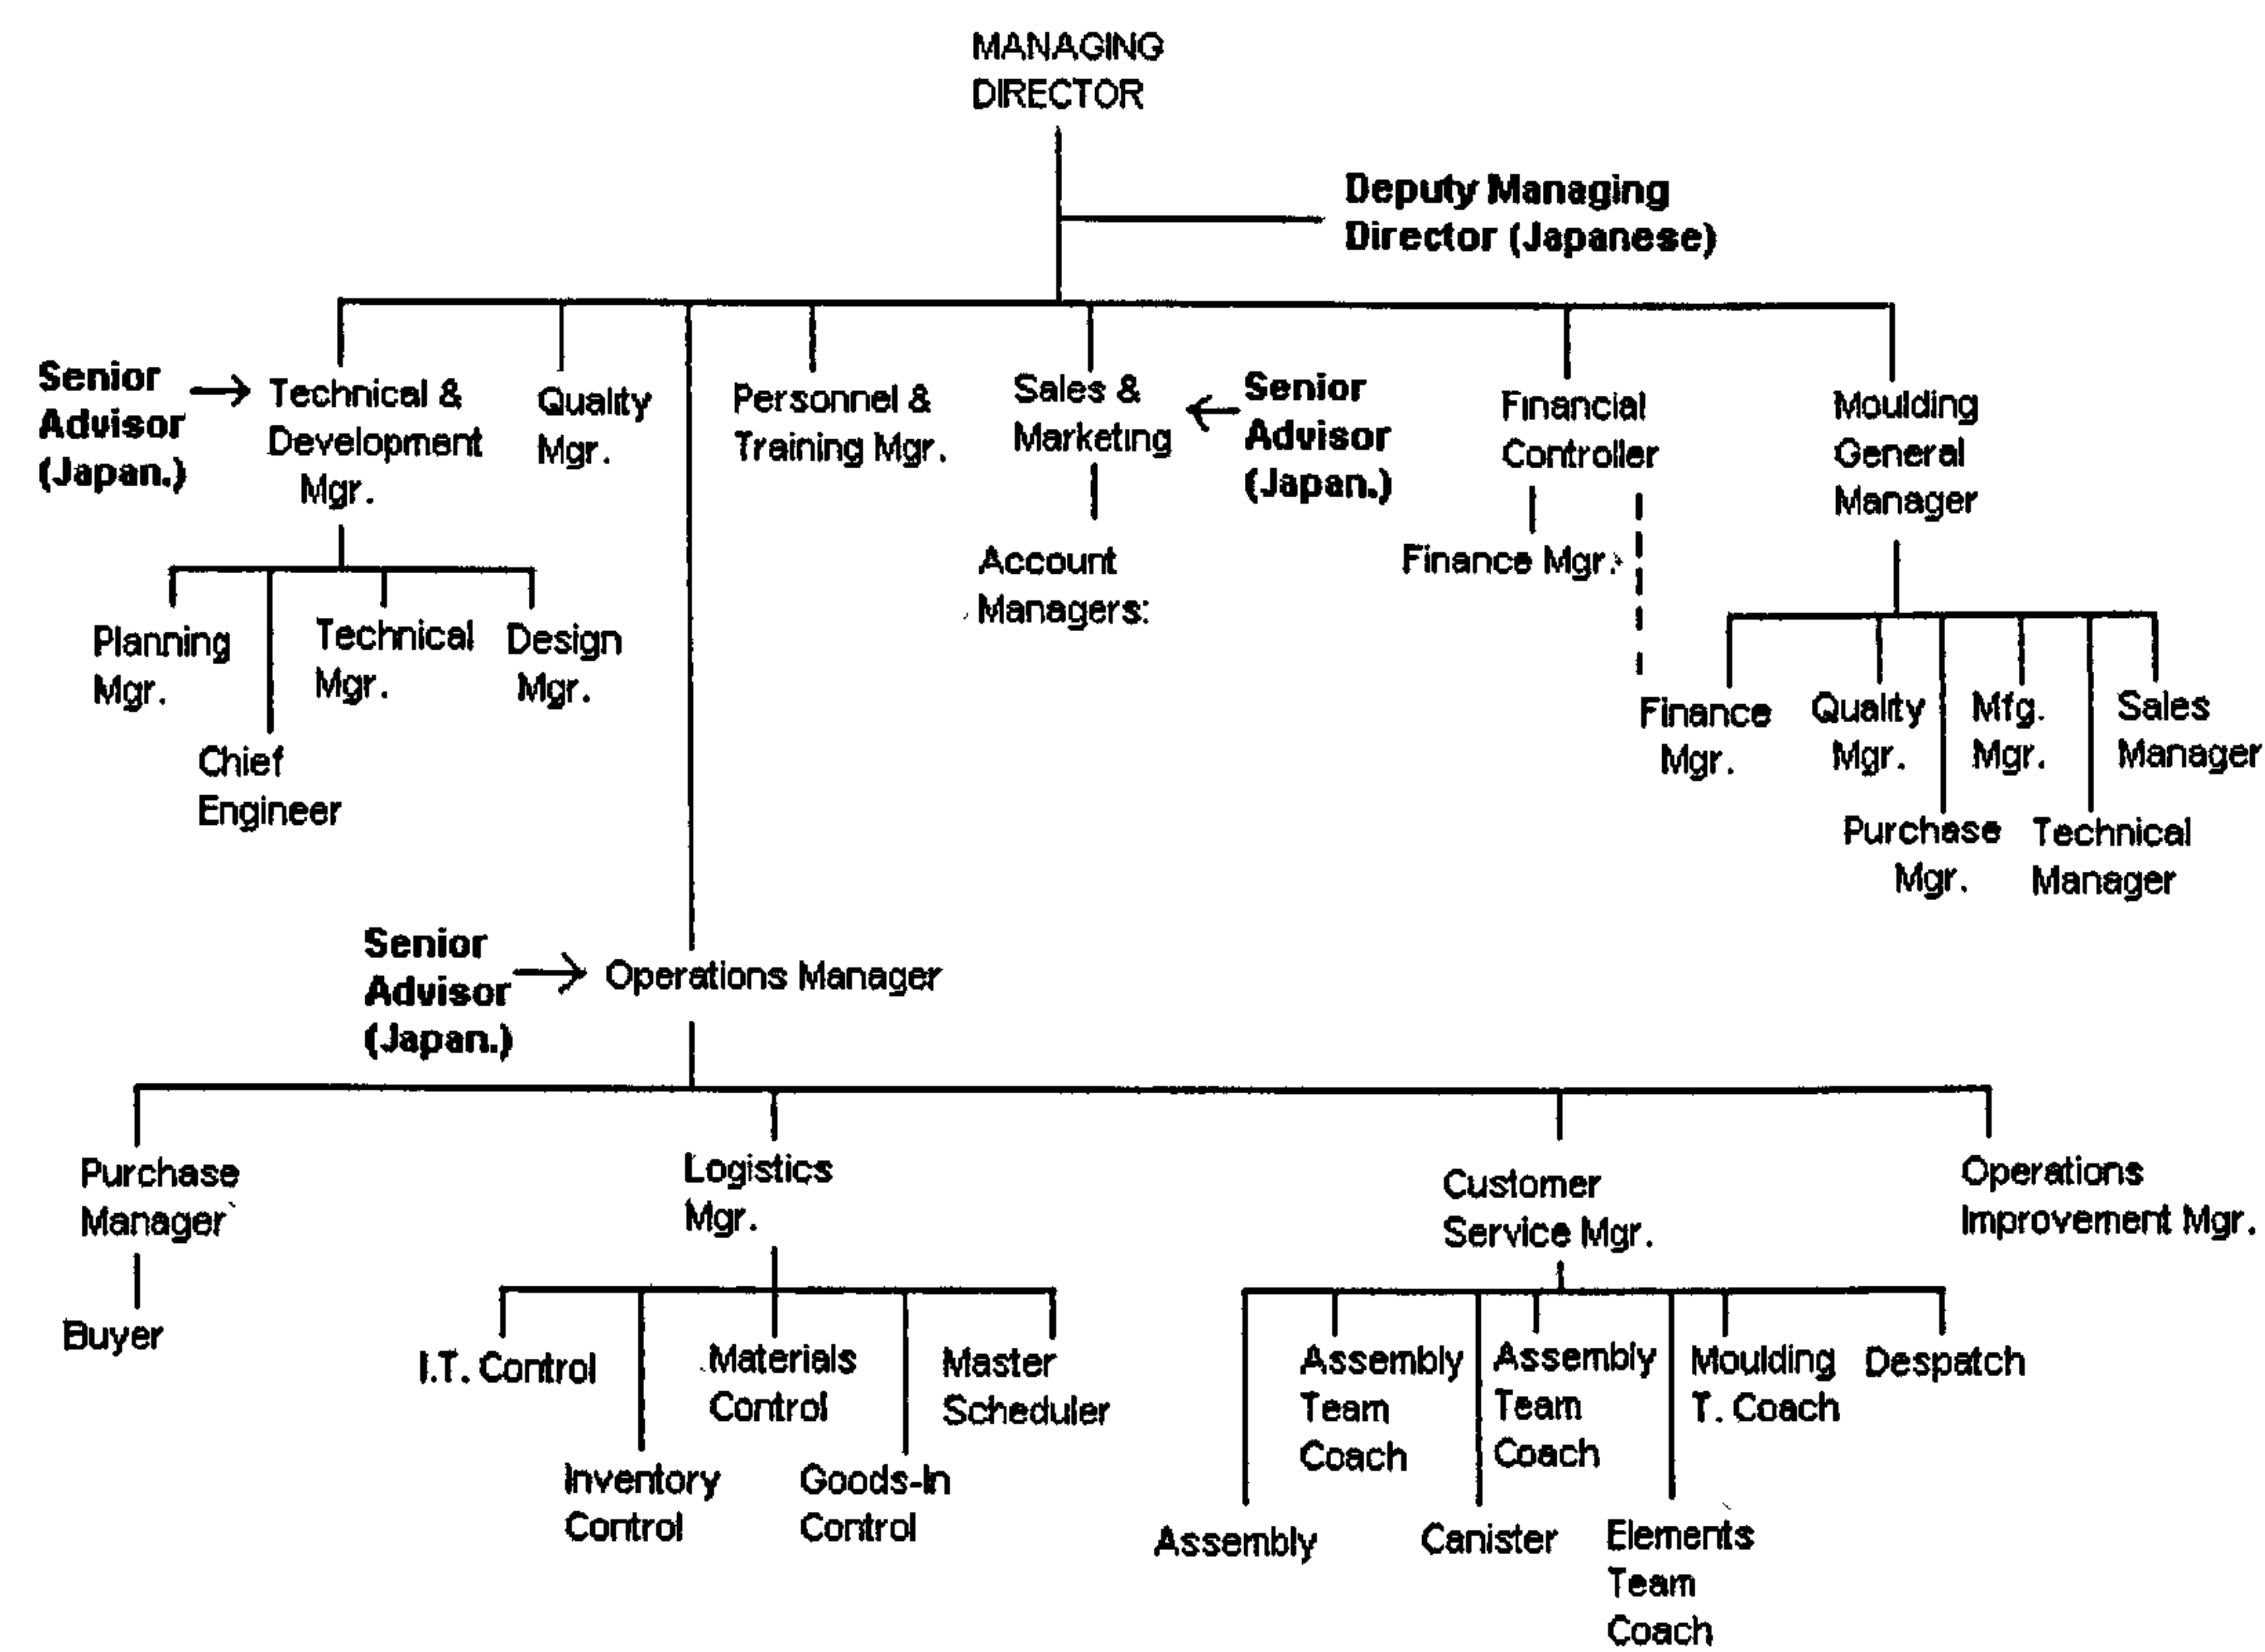 MANAGING
DIRECTOR
Deputy Managing
Director (Japanese)
Senior
Advisor
(Japan.)
Technical &
Development
Mgr.
Quality
Mgr.
Personnel &
Training Mgr.
Sales &
Marketing
Senior
Advisor
(Japan.)
Financial
Controller
Moulding
General
Manager
Account
Managers:
Finance Mgr.
Planning
Mgr.
Technical
Mgr.
Design
Mgr.
Chief
Engineer
Finance
Mgr.
Quality
Mgr.
Mfg.
Mgr.
Sales
Manager
Purchase
Mgr.
Technical
Manager
Senior
Advisor
(Japan.)
Operations Manager
Purchase
Manager
Logistics
Mgr.
Customer
Service Mgr.
Operations
Improvement Mgr.
Buyer
I.T. Control
Materials
Control
Master
Scheduler
Inventory
Control
Goods-In
Control
Assembly
Team
Coach
Assembly
Team
Coach
Moulding
T. Coach
Despatch
Assembly
Canister
Elements
Team
Coach